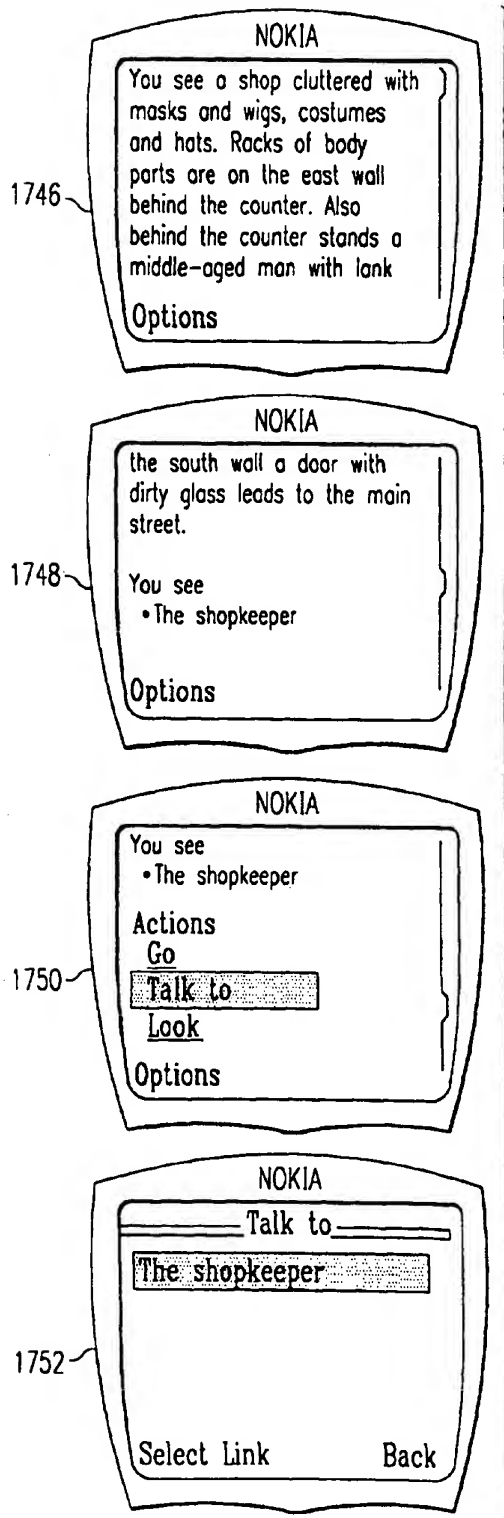 NOKIA
You see a shop cluttered with
masks and wigs, costumes
and hats. Racks of body
parts are on the east wall
behind the counter. Also
behind the counter stands a
middle-aged man with lank
Options
1746
NOKIA
the south wall a door with
dirty glass leads to the main
street.
You see
•The shopkeeper
Options
1748
NOKIA
You see
•The shopkeeper
Actions
Go
Talk to
Look
Options
1750
NOKIA
Talk to
The shopkeeper
Select Link Back
1752